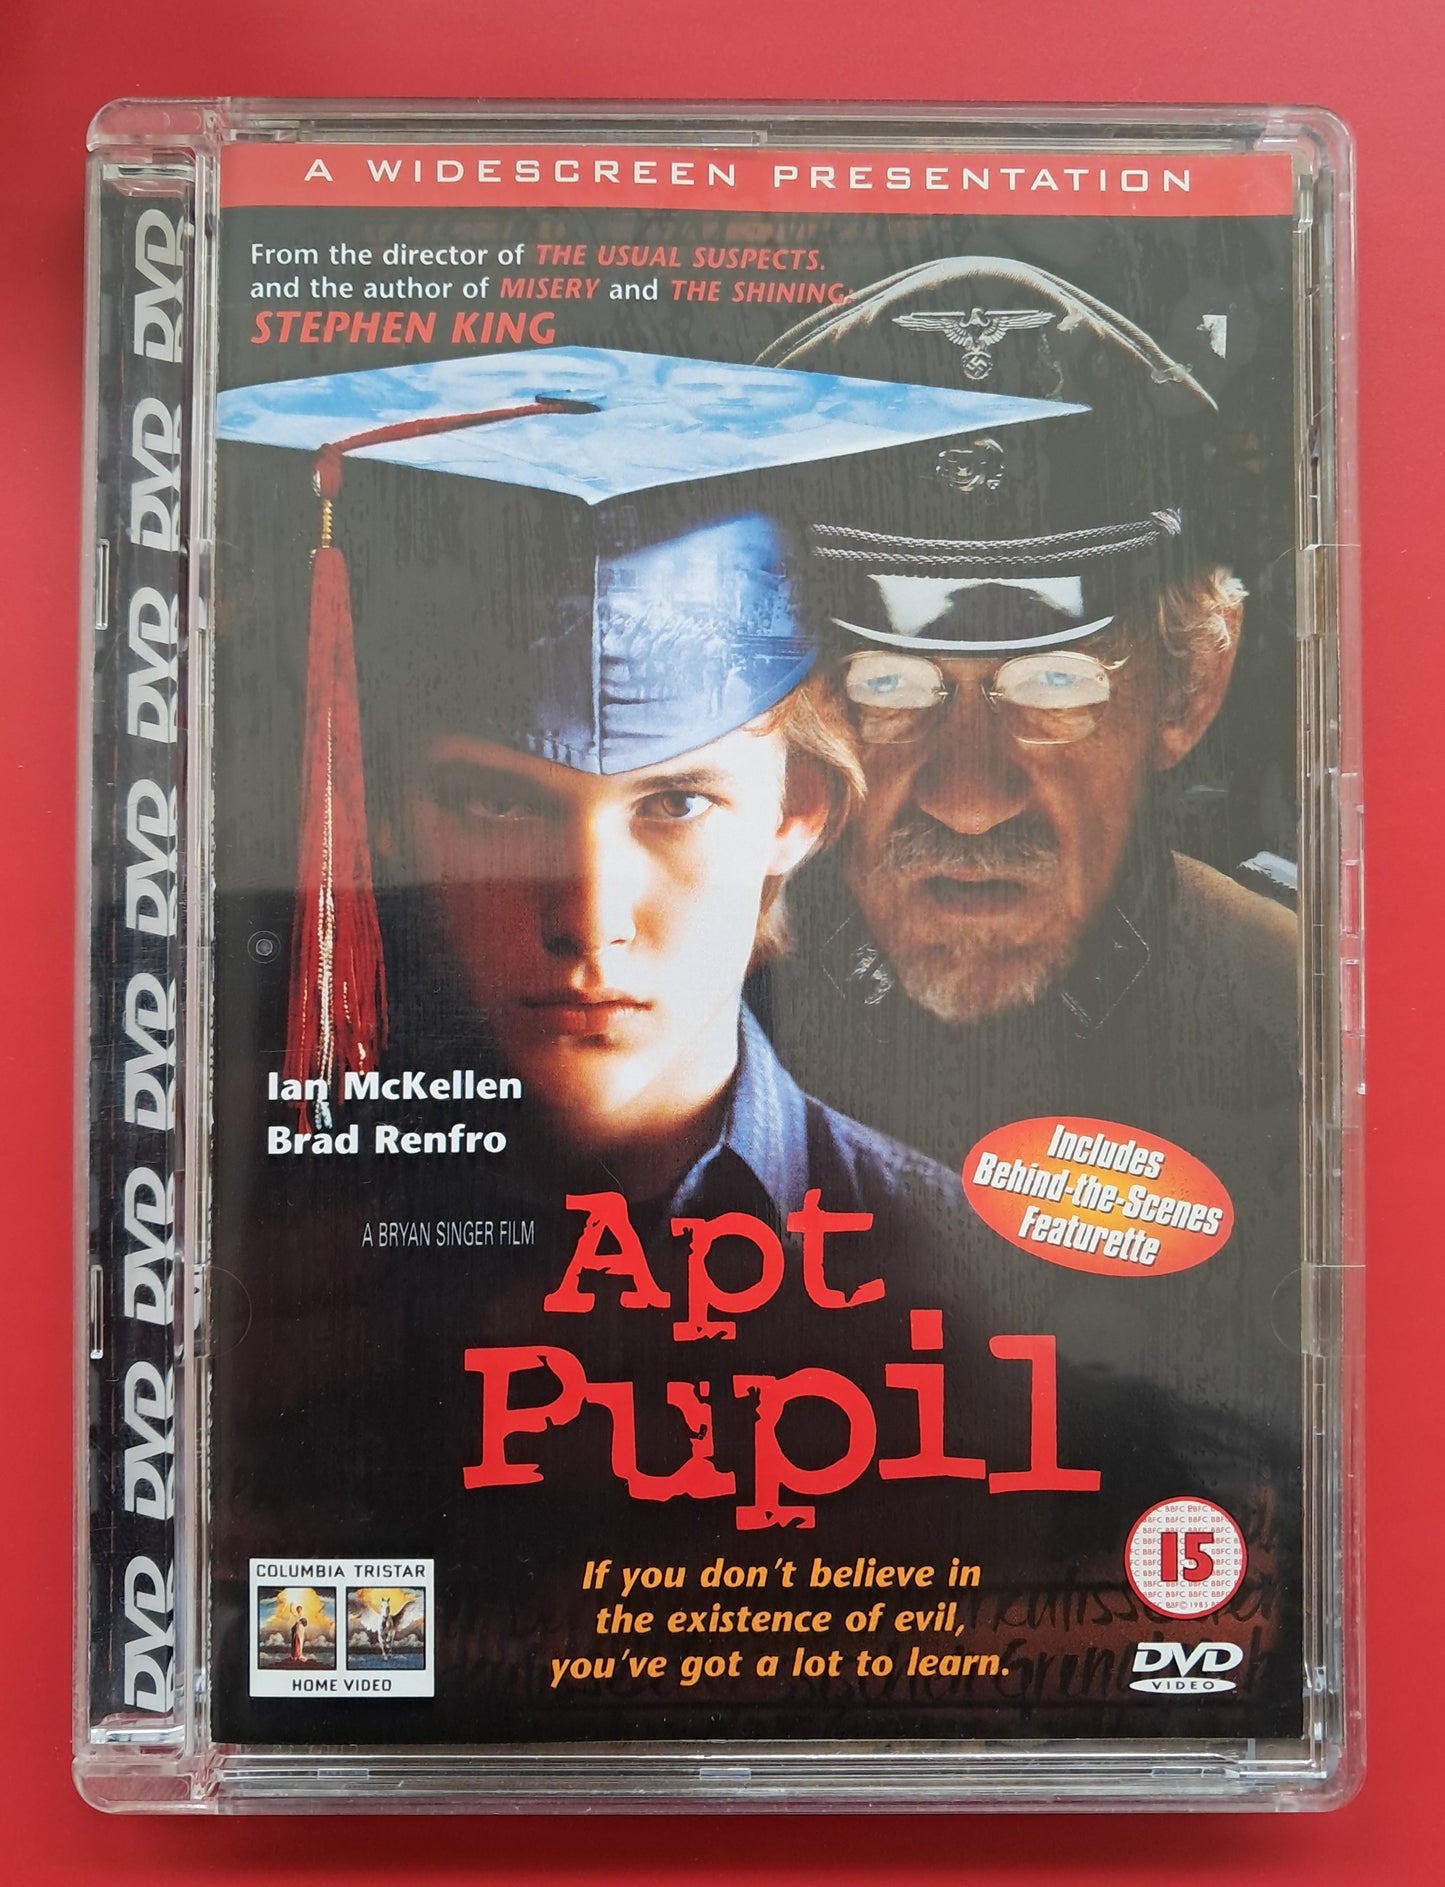 A WIDESCREEN PRESENTATION
From the director of THE USUAL SUSPECTS.
and the author of MISERY and THE SHINING:
STEPHEN KING
Ian McKellen
Brad Renfro
Includes
Behind-the-Scenes
Featurette
A BRYAN SINGER FILM
Apt
Pupil
15
COLUMBIA TRISTAR
HOME VIDEO
If you don't believe in
the existence of evil,
you've got a lot to learn.
DVD
VIDEO
DVD DVD DVD DVD DVD DVD DVD DVD